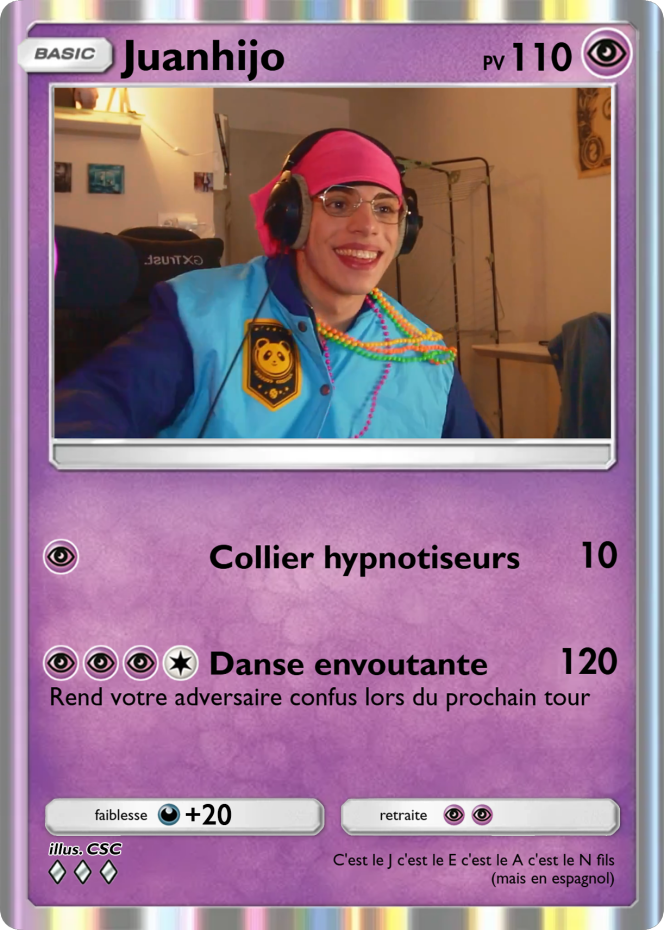 BASIC
Juanhijo
PV 110
GXTrust
Collier hypnotiseurs
10
Danse envoutante
120
Rend votre adversaire confus lors du prochain tour
faiblesse +20
retraite
illus. CSC
C'est le J c'est le E c'est le A c'est le N fils
(mais en espagnol)